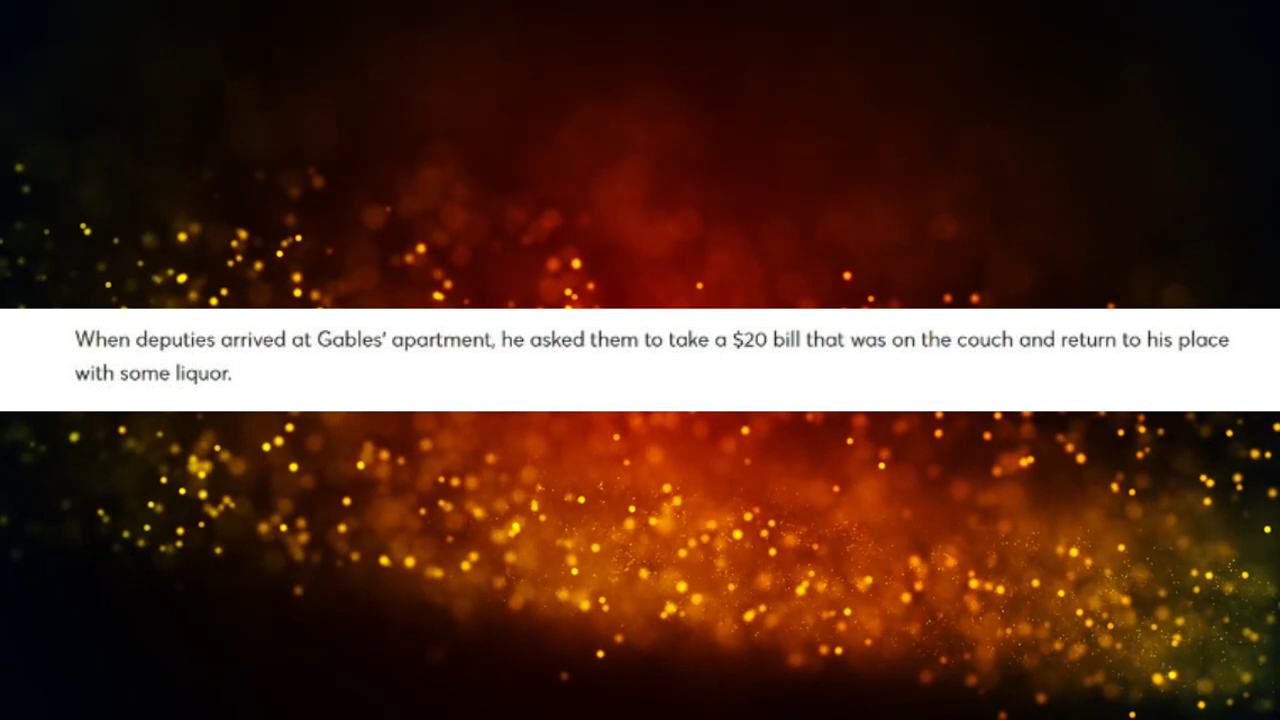 When deputies arrived at Gables' apartment, he asked them to take a $20 bill that was on the couch and return to his place
with some liquor.